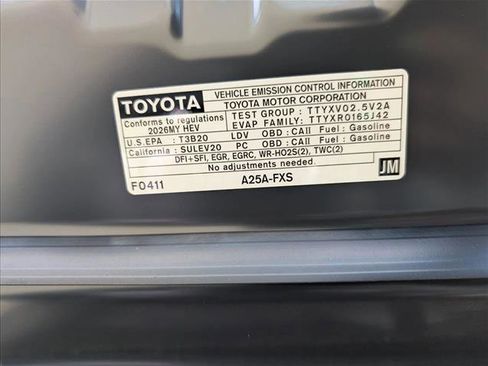 TOYOTA
VEHICLE EMISSION CONTROL INFORMATION
TOYOTA MOTOR CORPORATION
Conforms to regulations
2026MY HEV
TEST GROUP : TTYXV02.5V2A
EVAP FAMILY: TTYXR0165J42
U.S.EPA : T3B20 LDV OBD : CAII Fuel : Gasoline
California : SULEV20 PC OBD : CAII Fuel : Gasoline
DFI+SFI, EGR, EGRC, WR-HO2S(2), TWC(2)
No adjustments needed.
F0411
A25A-FXS
JM